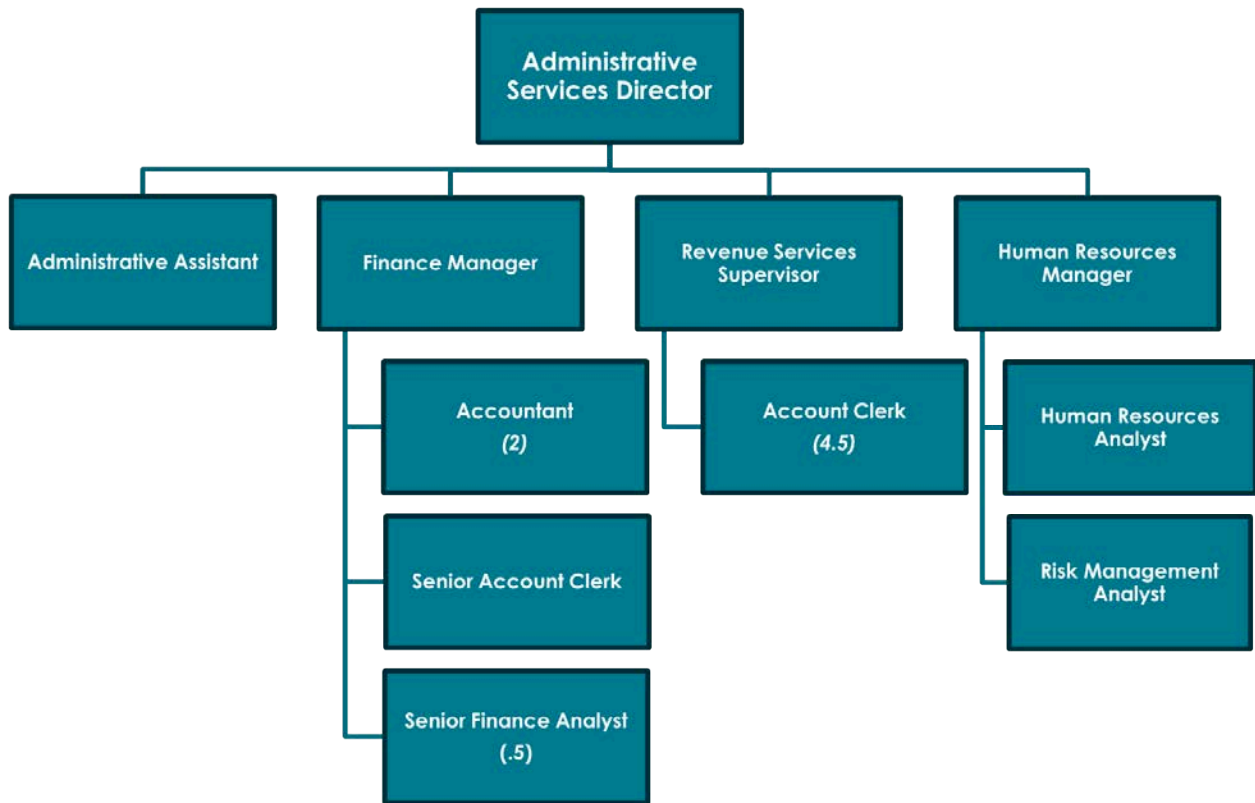 Administrative
Services Director
Administrative Assistant
Finance Manager
Revenue Services
Supervisor
Human Resources
Manager
Accountant
(2)
Account Clerk
(4.5)
Human Resources
Analyst
Senior Account Clerk
Risk Management
Analyst
Senior Finance Analyst
(.5)